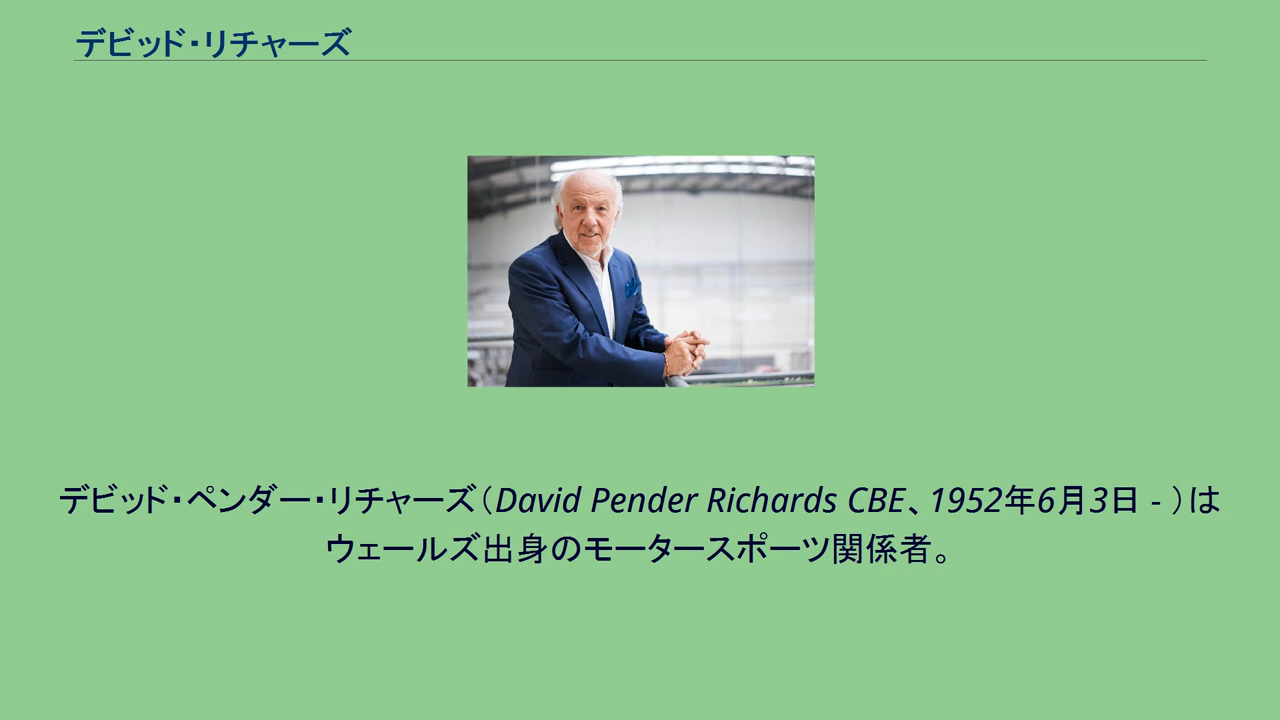 デビッド・リチャーズ
デビッド・ペンダー・リチャーズ（David Pender Richards CBE、1952年6月3日 - ）は
ウェールズ出身のモータースポーツ関係者。